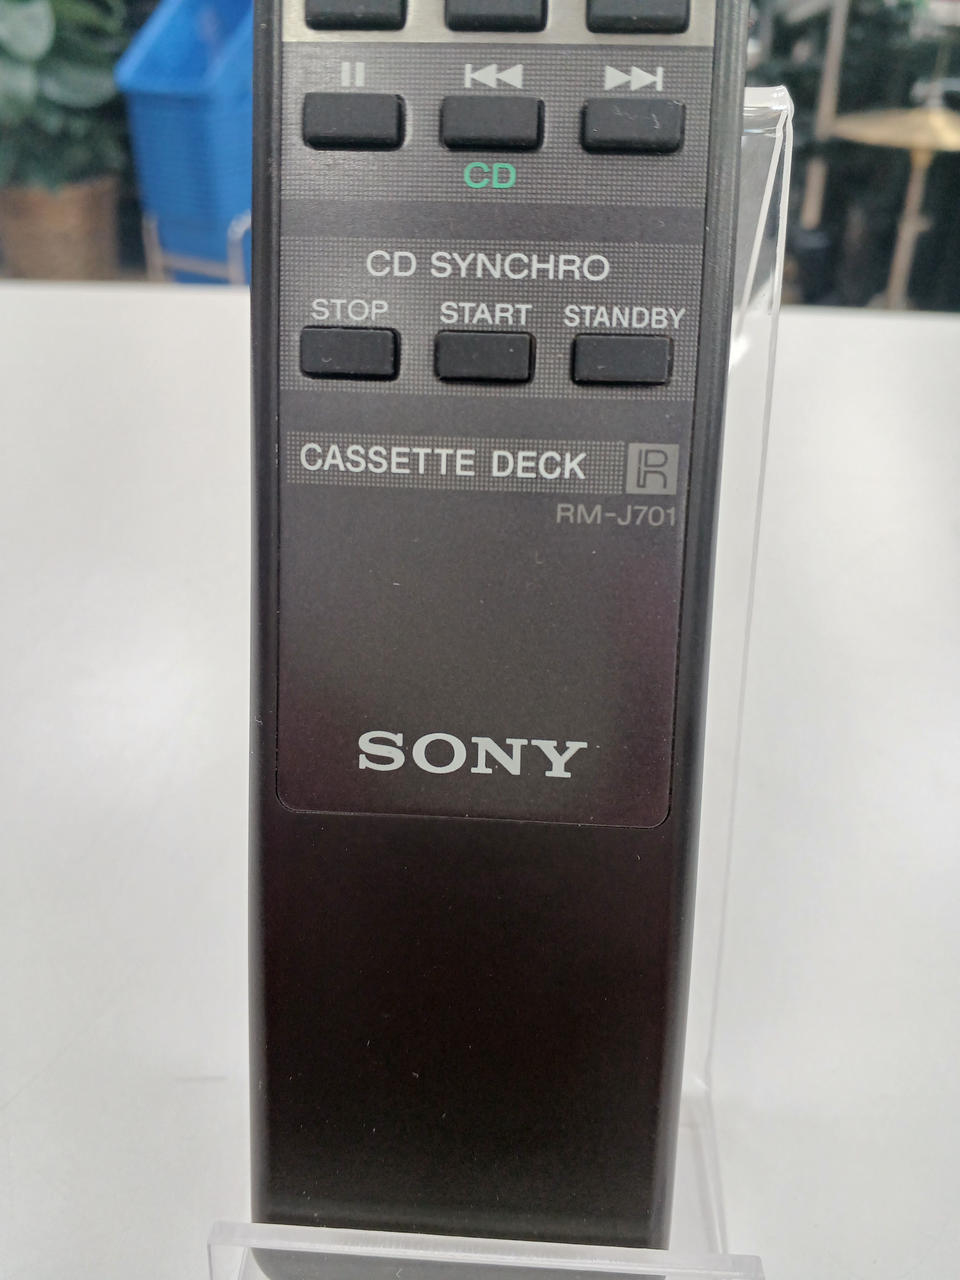 CD
CD SYNCHRO
STOP START STANDBY
CASSETTE DECK
RM-J701
SONY